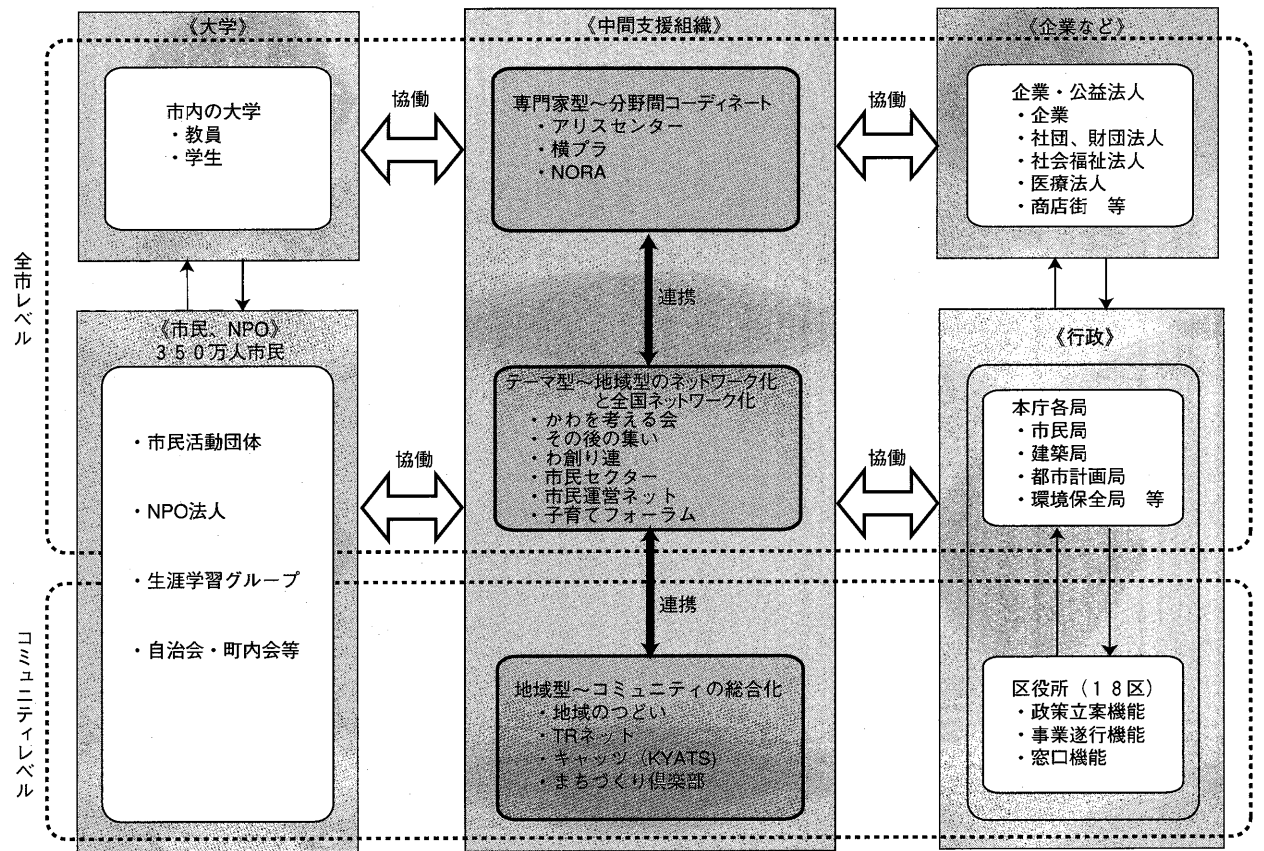 《大学》
市内の大学
・教員
・学生
《中間支援組織》
専門家型～分野間コーディネート
・アリスセンター
・横プラ
・NORA
《企業など》
企業・公益法人
・企業
・社団、財団法人
・社会福祉法人
・医療法人
・商店街　等
協働
協働
全市レベル
連携
《市民、NPO》
３５０万人市民
・市民活動団体
・NPO法人
・生涯学習グループ
・自治会・町内会等
テーマ型～地域型のネットワーク化
と全国ネットワーク化
・かわを考える会
・その後の集い
・わ創り連
・市民セクター
・市民運営ネット
・子育てフォーラム
《行政》
本庁各局
・市民局
・建築局
・都市計画局
・環境保全局　等
協働
協働
コミュニティレベル
連携
地域型～コミュニティの総合化
・地域のつどい
・TRネット
・キャッツ（KYATS）
・まちづくり倶楽部
区役所（１８区）
・政策立案機能
・事業遂行機能
・窓口機能